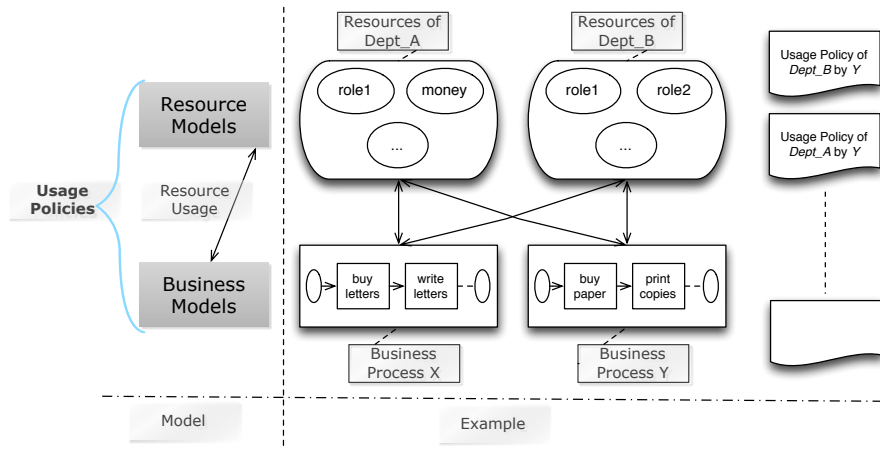 Resources of
Dept_A
Resources of
Dept_B
Usage Policy of
Dept_B by Y
role1
money
...
role1
role2
...
Resource
Models
Usage Policy of
Dept_A by Y
Usage
Policies
Resource
Usage
Business
Models
buy
letters
write
letters
buy
paper
print
copies
Business
Process X
Business
Process Y
Model
Example